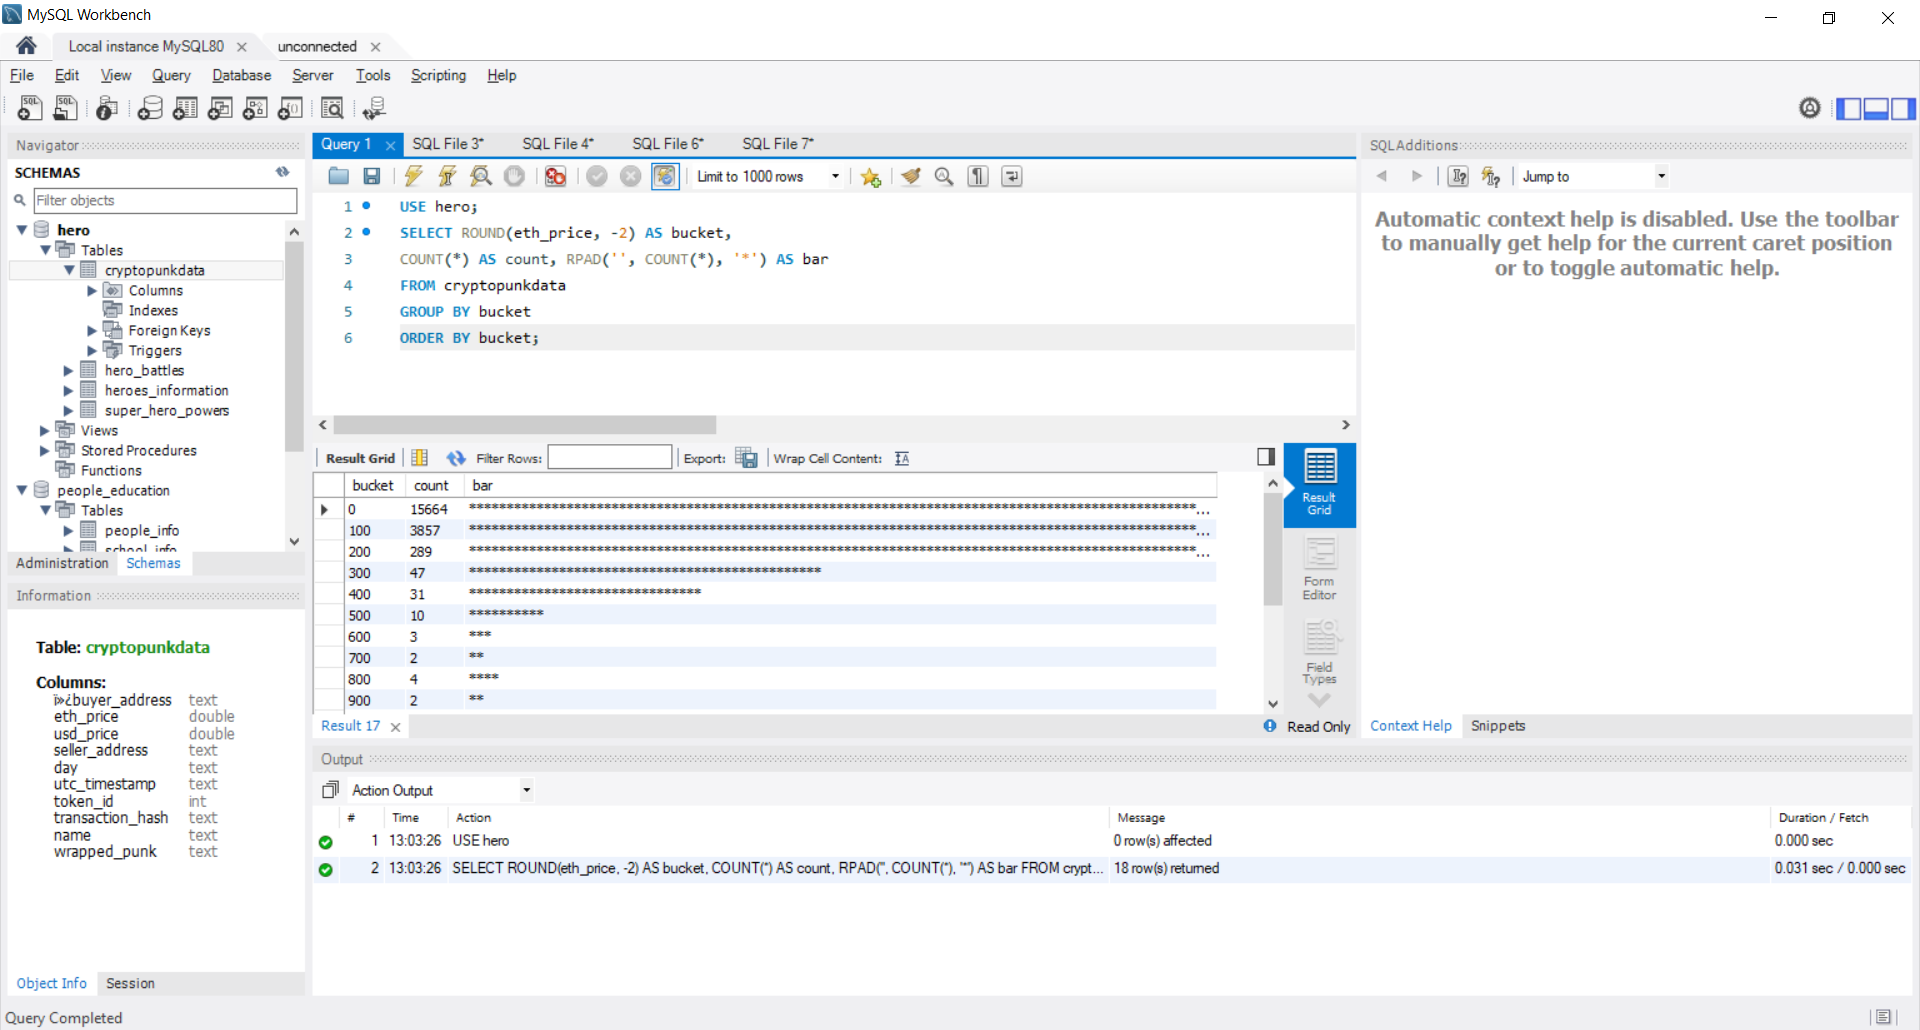 MySQL Workbench
Local instance MySQL80
unconnected
File Edit View Query Database Server Tools Scripting Help
Navigator
SCHEMAS
Filter objects
hero
Tables
cryptopunkdata
Columns
Indexes
Foreign Keys
Triggers
hero_battles
heroes_information
super_hero_powers
Views
Stored Procedures
Functions
people_education
Tables
people_info
school_info
Administration Schemas
Information
Table: cryptopunkdata
Columns:
ï»¿buyer_address text
eth_price double
usd_price double
seller_address text
day text
utc_timestamp text
token_id int
transaction_hash text
name text
wrapped_punk text
Object Info Session
Query Completed
Query 1 SQL File 3* SQL File 4* SQL File 6* SQL File 7*
Limit to 1000 rows
1 USE hero;
2 SELECT ROUND(eth_price, -2) AS bucket,
3 COUNT(*) AS count, RPAD('', COUNT(*), '*') AS bar
4 FROM cryptopunkdata
5 GROUP BY bucket
6 ORDER BY bucket;
Result Grid Filter Rows: Export: Wrap Cell Content:
bucket count bar
0 15664
100 3857
200 289
300 47
400 31
500 10 **********
600 3 ***
700 2 **
800 4 ****
900 2 **
Result Grid
Form Editor
Field Types
Result 17
Read Only
SQLAdditions
Jump to
Automatic context help is disabled. Use the toolbar
to manually get help for the current caret position
or to toggle automatic help.
Context Help Snippets
Output
Action Output
# Time Action Message Duration / Fetch
1 13:03:26 USE hero 0 row(s) affected 0.000 sec
2 13:03:26 SELECT ROUND(eth_price, -2) AS bucket, COUNT(*) AS count, RPAD('', COUNT(*), '*') AS bar FROM crypt... 18 row(s) returned 0.031 sec / 0.000 sec